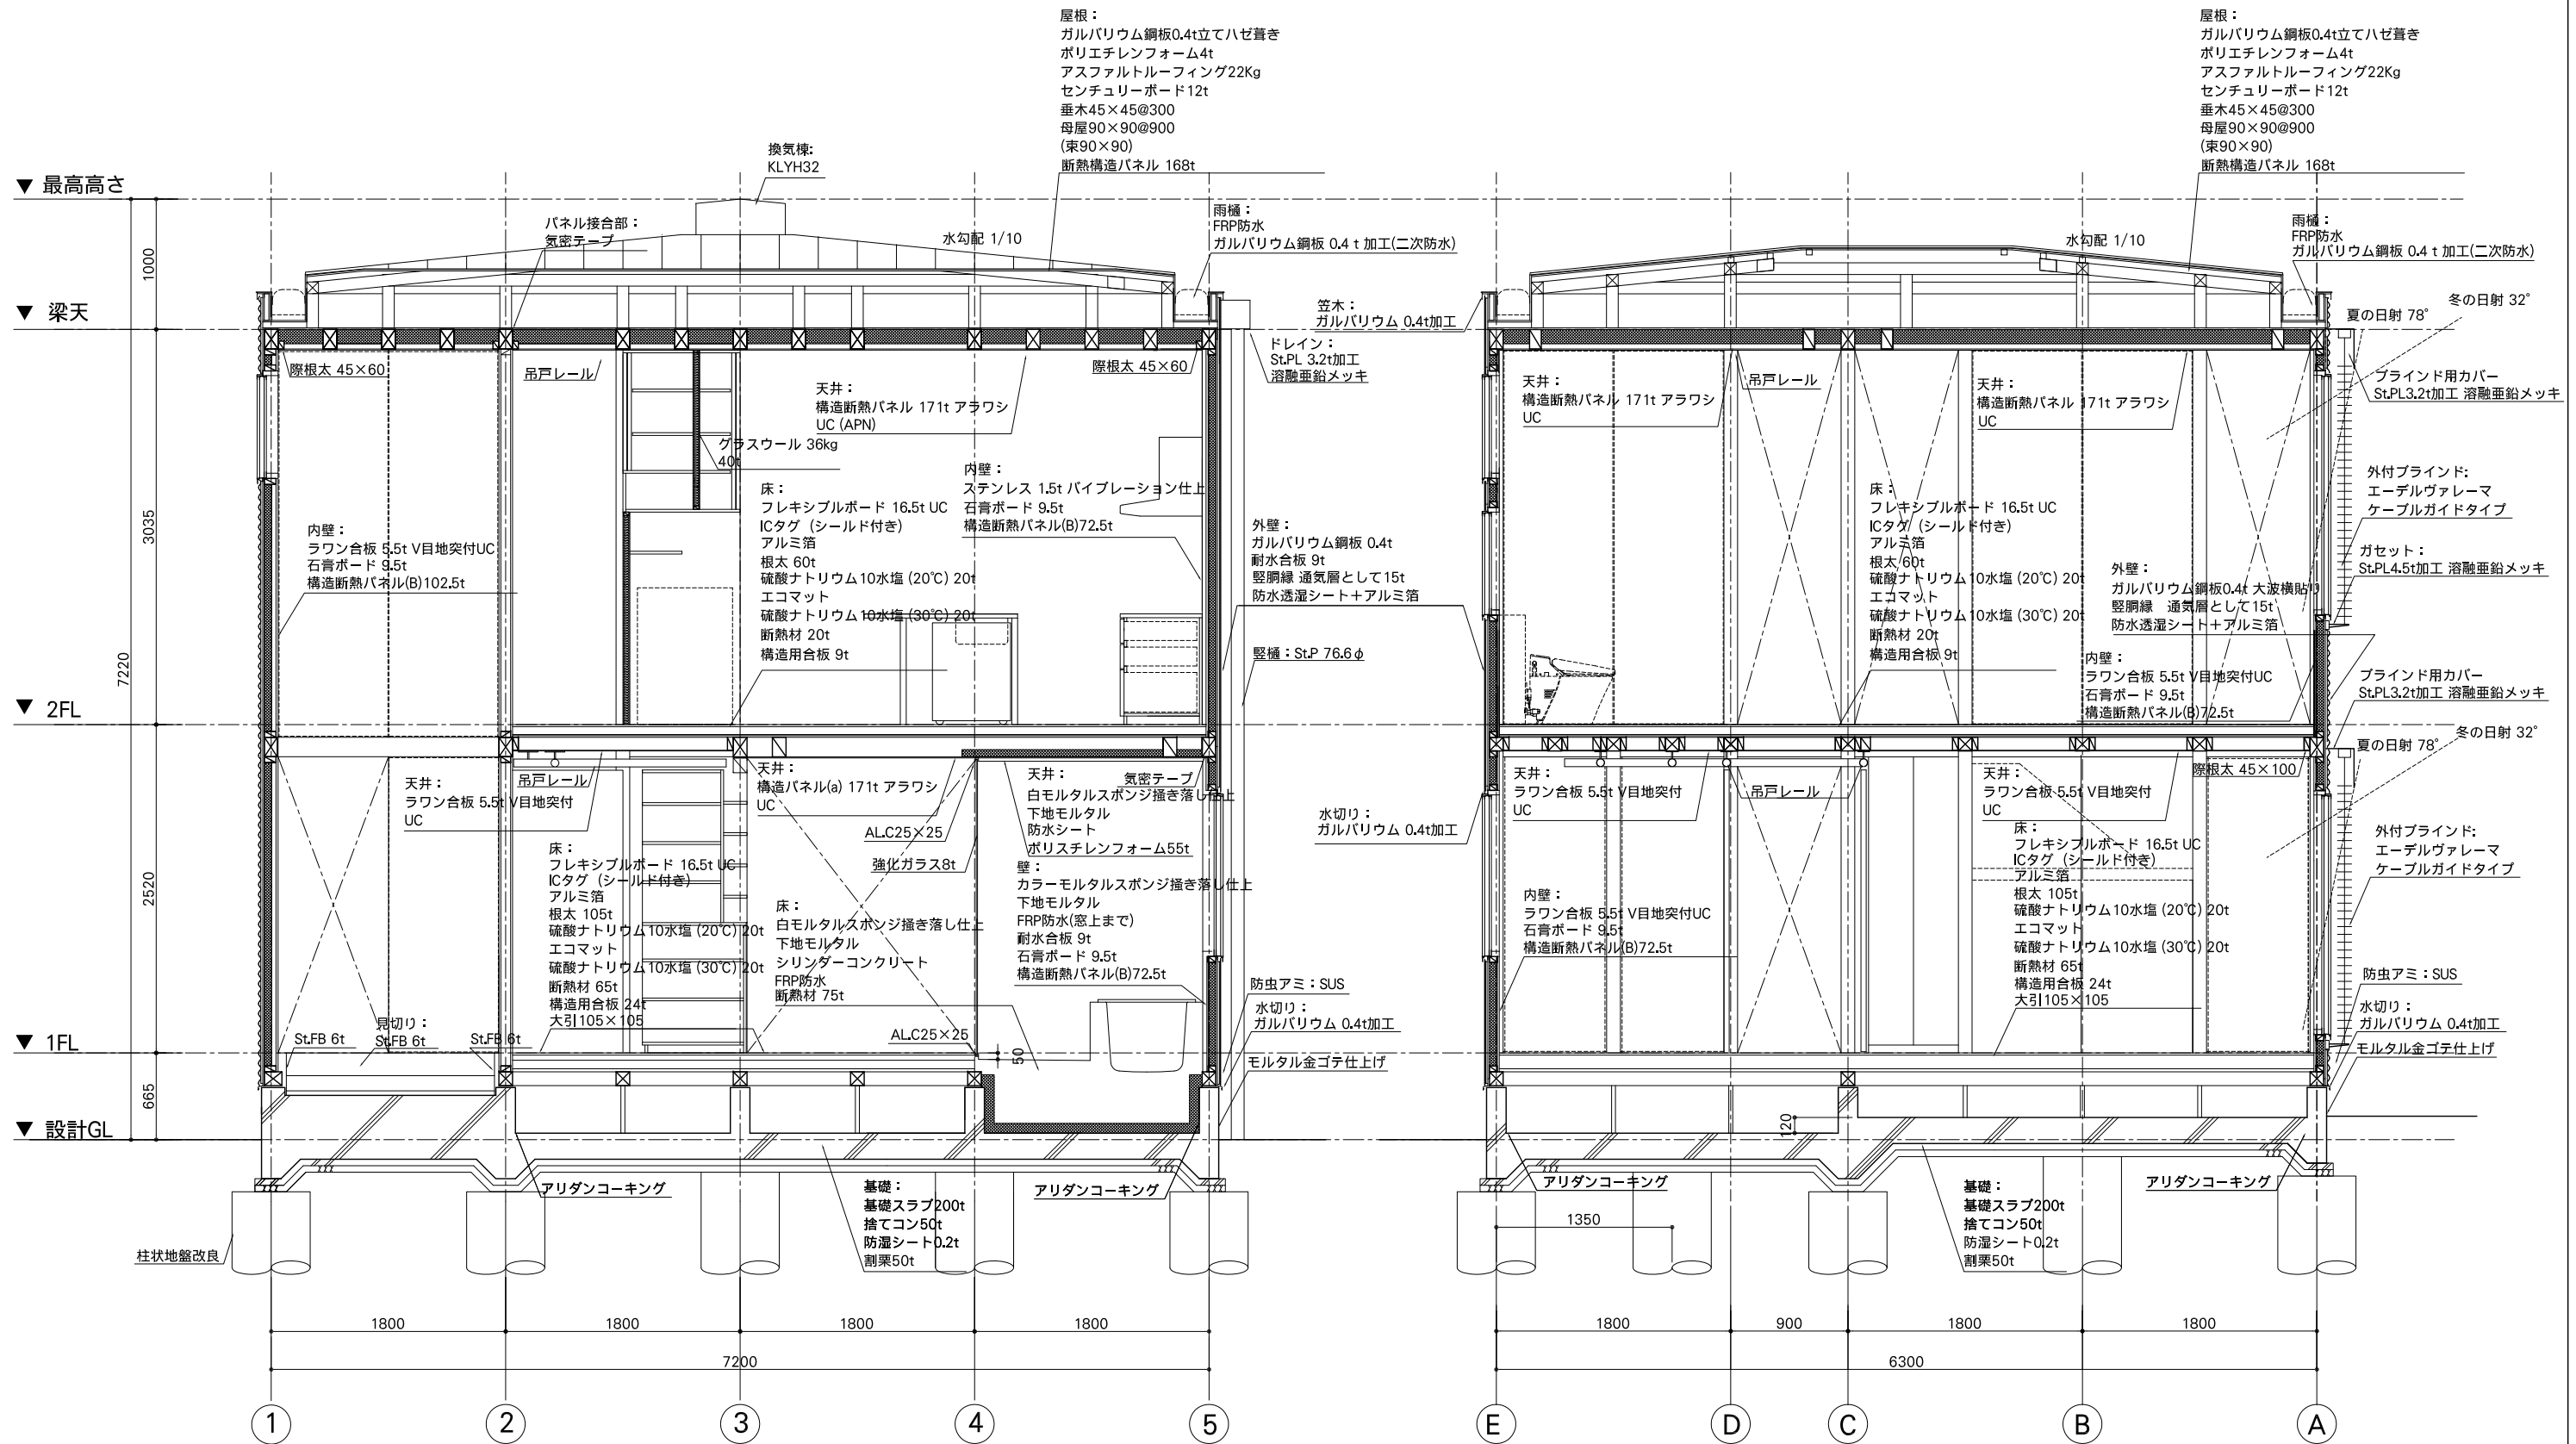 屋根：
ガルバリウム鋼板0.4t立てハゼ葺き
ポリエチレンフォーム4t
アスファルトルーフィング22Kg
センチュリーボード12t
垂木45×45@300
母屋90×90@900
(束90×90)
断熱構造パネル 168t
屋根：
ガルバリウム鋼板0.4t立てハゼ葺き
ポリエチレンフォーム4t
アスファルトルーフィング22Kg
センチュリーボード12t
垂木45×45@300
母屋90×90@900
(束90×90)
断熱構造パネル 168t
換気棟:
KLYH32
▼ 最高高さ
パネル接合部：
気密テープ
水勾配 1/10
雨樋：
FRP防水
ガルバリウム鋼板 0.4 t 加工(二次防水)
水勾配 1/10
雨樋：
FRP防水
ガルバリウム鋼板 0.4 t 加工(二次防水)
1000
▼ 梁天
笠木：
ガルバリウム 0.4t加工
夏の日射 78°
冬の日射 32°
ドレイン：
St.PL 3.2t加工
溶融亜鉛メッキ
際根太 45×60
吊戸レール
天井：
構造断熱パネル 171t アラワシ
UC (APN)
際根太 45×60
天井：
構造断熱パネル 171t アラワシ
UC
吊戸レール
天井：
構造断熱パネル 171t アラワシ
UC
ブラインド用カバー
St.PL3.2t加工 溶融亜鉛メッキ
グラスウール 36kg
40t
内壁：
ステンレス 1.5t バイブレーション仕上
石膏ボード 9.5t
構造断熱パネル(B)72.5t
床：
フレキシブルボード 16.5t UC
ICタグ（シールド付き）
アルミ箔
根太 60t
硫酸ナトリウム10水塩 (20℃) 20t
エコマット
硫酸ナトリウム10水塩 (30℃) 20t
断熱材 20t
構造用合板 9t
内壁：
ラワン合板 5.5t V目地突付UC
石膏ボード 9.5t
構造断熱パネル(B)102.5t
3035
7220
外壁：
ガルバリウム鋼板 0.4t
耐水合板 9t
竪胴縁 通気層として15t
防水透湿シート＋アルミ箔
竪樋：St.P 76.6φ
床：
フレキシブルボード 16.5t UC
ICタグ（シールド付き）
アルミ箔
根太 60t
硫酸ナトリウム10水塩 (20℃) 20t
エコマット
硫酸ナトリウム10水塩 (30℃) 20t
断熱材 20t
構造用合板 9t
外付ブラインド:
エーデルヴァレーマ
ケーブルガイドタイプ
ガセット：
St.PL4.5t加工 溶融亜鉛メッキ
外壁：
ガルバリウム鋼板0.4t 大波横貼り
竪胴縁　通気層として15t
防水透湿シート＋アルミ箔
内壁：
ラワン合板 5.5t V目地突付UC
石膏ボード 9.5t
構造断熱パネル(B)72.5t
ブラインド用カバー
St.PL3.2t加工 溶融亜鉛メッキ
▼ 2FL
夏の日射 78°
冬の日射 32°
天井：
ラワン合板 5.5t V目地突付
UC
吊戸レール
天井：
構造パネル(a) 171t アラワシ
UC
AL.C25×25
強化ガラス8t
天井：
白モルタルスポンジ掻き落し仕上
下地モルタル
防水シート
ポリスチレンフォーム55t
気密テープ
水切り：
ガルバリウム 0.4t加工
天井：
ラワン合板 5.5t V目地突付
UC
吊戸レール
天井：
ラワン合板 5.5t V目地突付
UC
際根太 45×100
外付ブラインド:
エーデルヴァレーマ
ケーブルガイドタイプ
2520
床：
フレキシブルボード 16.5t UC
ICタグ（シールド付き）
アルミ箔
根太 105t
硫酸ナトリウム10水塩 (20℃) 20t
エコマット
硫酸ナトリウム10水塩 (30℃) 20t
断熱材 65t
構造用合板 24t
大引105×105
床：
白モルタルスポンジ掻き落し仕上
下地モルタル
シリンダーコンクリート
FRP防水
断熱材 75t
壁：
カラーモルタルスポンジ掻き落し仕上
下地モルタル
FRP防水(窓上まで)
耐水合板 9t
石膏ボード 9.5t
構造断熱パネル(B)72.5t
内壁：
ラワン合板 5.5t V目地突付UC
石膏ボード 9.5t
構造断熱パネル(B)72.5t
床：
フレキシブルボード 16.5t UC
ICタグ（シールド付き）
アルミ箔
根太 105t
硫酸ナトリウム10水塩 (20℃) 20t
エコマット
硫酸ナトリウム10水塩 (30℃) 20t
断熱材 65t
構造用合板 24t
大引105×105
▼ 1FL
St.FB 6t
見切り：
St.FB 6t
St.FB 6t
AL.C25×25
50
防虫アミ：SUS
水切り：
ガルバリウム 0.4t加工
モルタル金ゴテ仕上げ
防虫アミ：SUS
水切り：
ガルバリウム 0.4t加工
モルタル金ゴテ仕上げ
665
▼ 設計GL
120
アリダンコーキング
アリダンコーキング
アリダンコーキング
アリダンコーキング
基礎：
基礎スラブ200t
捨てコン50t
防湿シート0.2t
割栗50t
基礎：
基礎スラブ200t
捨てコン50t
防湿シート0.2t
割栗50t
柱状地盤改良
1350
1800
1800
1800
1800
1800
900
1800
1800
7200
6300
1
2
3
4
5
E
D
C
B
A